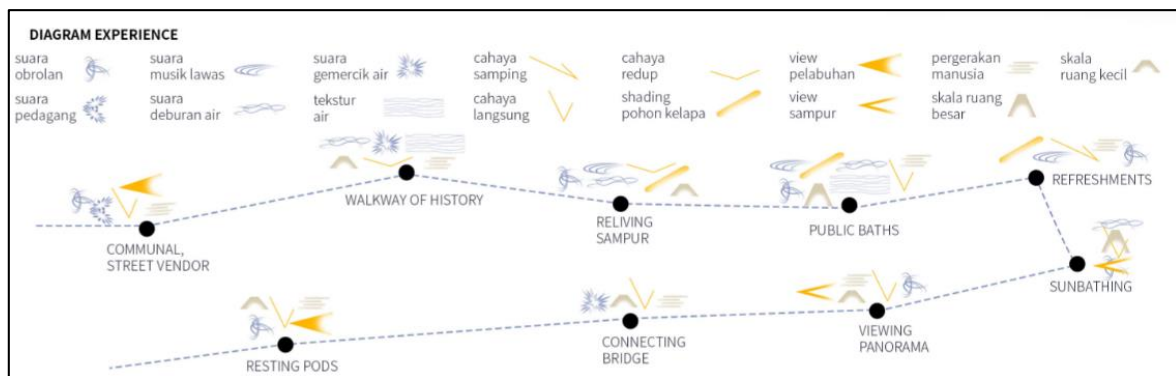 DIAGRAM EXPERIENCE
suara
obrolan
suara
musik lawas
suara
gemercik air
cahaya
samping
cahaya
redup
view
pelabuhan
pergerakan
manusia
skala
ruang kecil
suara
pedagang
suara
deburan air
tekstur
air
cahaya
langsung
shading
pohon kelapa
view
sampur
skala ruang
besar
WALKWAY OF HISTORY
REFRESHMENTS
RELIVING
SAMPUR
PUBLIC BATHS
COMMUNAL,
STREET VENDOR
SUNBATHING
VIEWING
PANORAMA
CONNECTING
BRIDGE
RESTING PODS